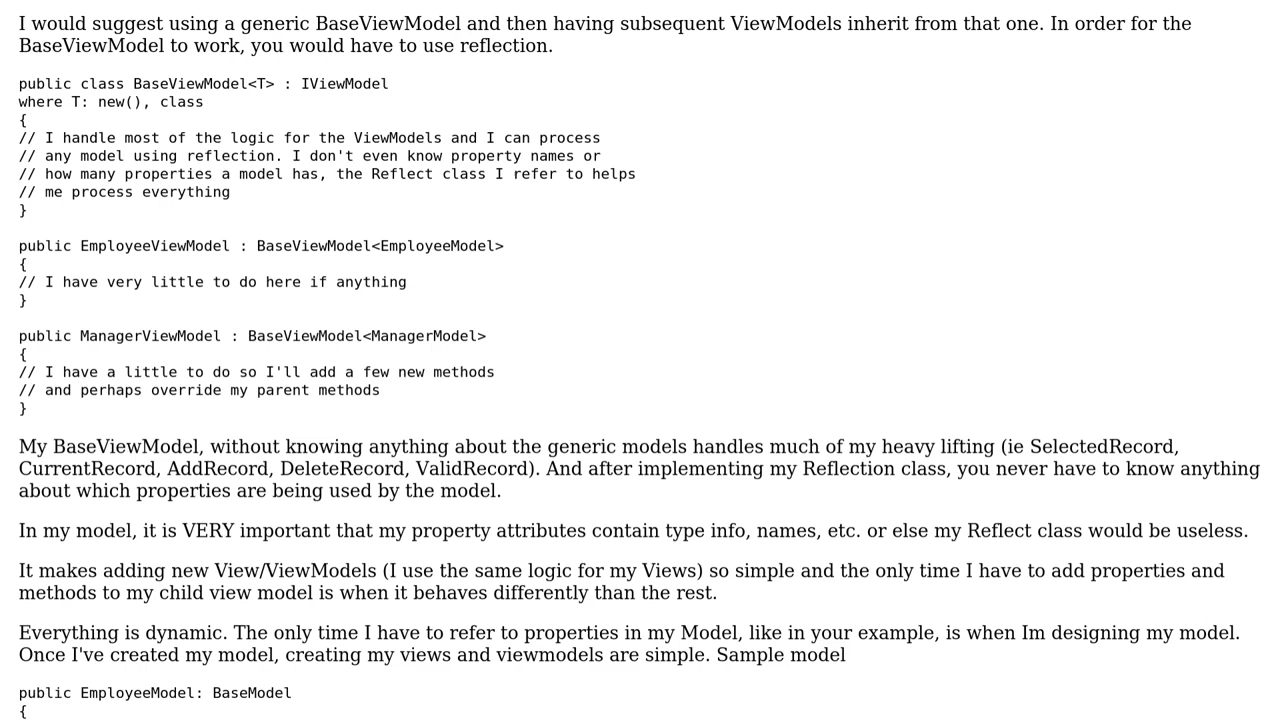 I would suggest using a generic BaseViewModel and then having subsequent ViewModels inherit from that one. In order for the
BaseViewModel to work, you would have to use reflection.
public class BaseViewModel<T> : IViewModel
where T: new(), class
{
// I handle most of the logic for the ViewModels and I can process
// any model using reflection. I don't even know property names or
// how many properties a model has, the Reflect class I refer to helps
// me process everything
}
public EmployeeViewModel : BaseViewModel<EmployeeModel>
{
// I have very little to do here if anything
}
public ManagerViewModel : BaseViewModel<ManagerModel>
{
// I have a little to do so I'll add a few new methods
// and perhaps override my parent methods
}
My BaseViewModel, without knowing anything about the generic models handles much of my heavy lifting (ie SelectedRecord,
CurrentRecord, AddRecord, DeleteRecord, ValidRecord). And after implementing my Reflection class, you never have to know anything
about which properties are being used by the model.
In my model, it is VERY important that my property attributes contain type info, names, etc. or else my Reflect class would be useless.
It makes adding new View/ViewModels (I use the same logic for my Views) so simple and the only time I have to add properties and
methods to my child view model is when it behaves differently than the rest.
Everything is dynamic. The only time I have to refer to properties in my Model, like in your example, is when Im designing my model.
Once I've created my model, creating my views and viewmodels are simple. Sample model
public EmployeeModel: BaseModel
{